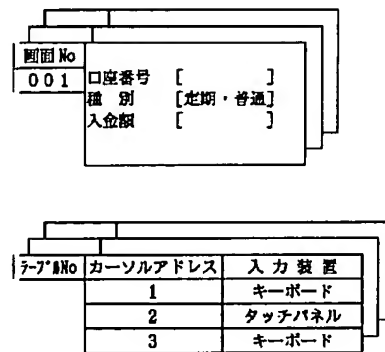 画面 No
001
口座番号 [ ]
種 別 [定期・普通]
入金額 [ ]
テーブルNo カーソルアドレス 入力装置
1 キーボード
2 タッチパネル
3 キーボード